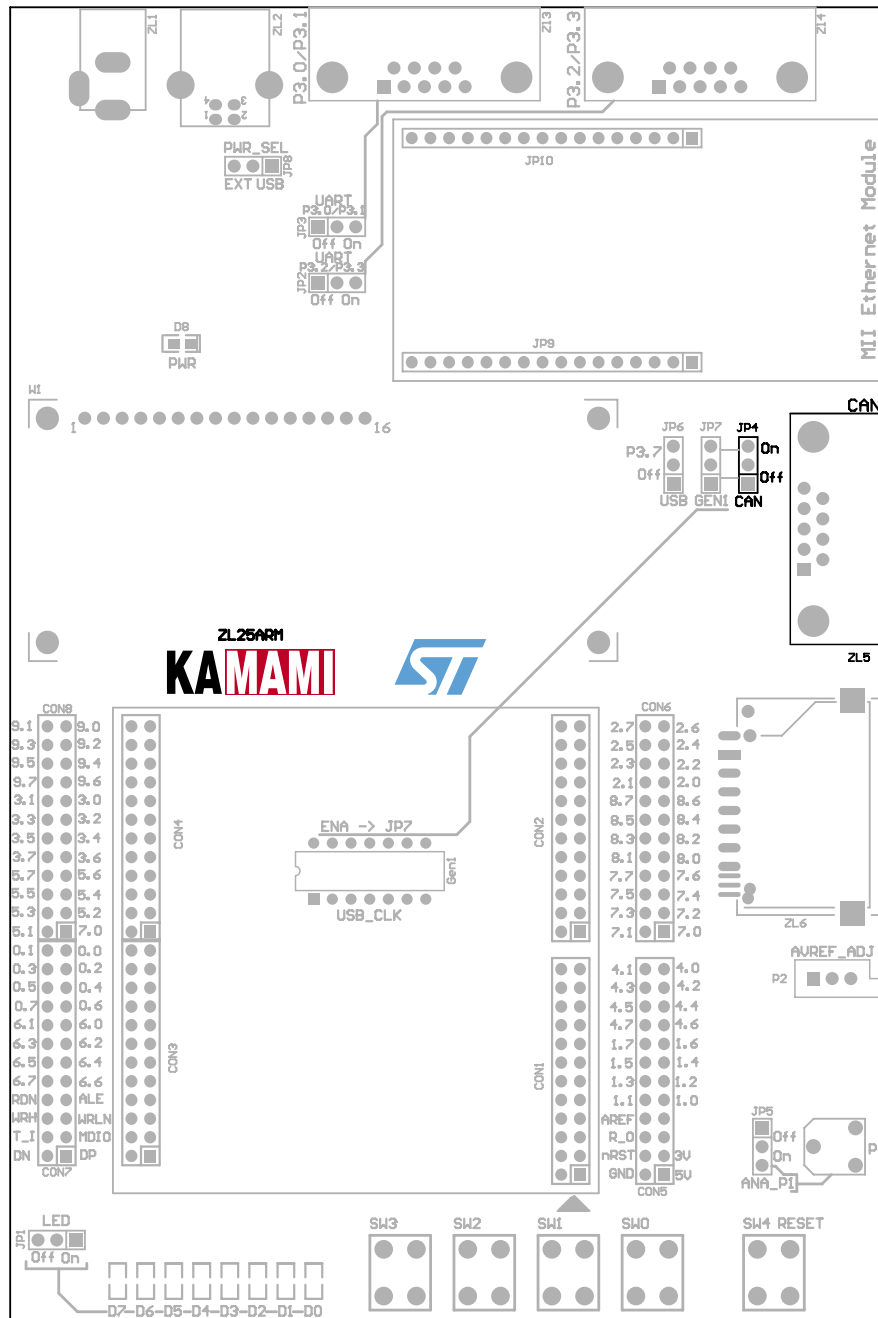 ZL1
ZL2
4 3
1 2
P3.0/P3.1
Z13
P3.2/P3.3
Z14
PWR_SEL
JP8
EXT USB
JP10
UART
P3.0/P3.1
JP3
Off On
UART
P3.2/P3.3
JP2
Off On
MII Ethernet Module
D8
PWR
JP9
W1
1
16
CAN
JP6 JP7 JP4
P3.7
On
Off
Off
USB GEN1 CAN
ZL5
ZL25ARM
KAMAMI
ST
CON8
9.1 9.0
9.3 9.2
9.5 9.4
9.7 9.6
3.1 3.0
3.3 3.2
3.5 3.4
3.7 3.6
5.7 5.6
5.5 5.4
5.3 5.2
5.1 7.0
0.1 0.0
0.3 0.2
0.5 0.4
0.7 0.6
6.1 6.0
6.3 6.2
6.5 6.4
6.7 6.6
RDN ALE
WRH WRLN
T_I MDIO
DN DP
CON7
CON4
CON3
ENA -> JP7
Gen1
USB_CLK
CON2
CON1
CON6
2.7 2.6
2.5 2.4
2.3 2.2
2.1 2.0
8.7 8.6
8.5 8.4
8.3 8.2
8.1 8.0
7.7 7.6
7.5 7.4
7.3 7.2
7.1 7.0
4.1 4.0
4.3 4.2
4.5 4.4
4.7 4.6
1.7 1.6
1.5 1.4
1.3 1.2
1.1 1.0
AREF
R_O
nRST 3V
GND 5V
CON5
ZL6
AVREF_ADJ
P2
JP5
Off
On
ANA_P1
P
LED
JP1
Off On
D7 D6 D5 D4 D3 D2 D1 D0
SW3 SW2 SW1 SW0 SW4 RESET